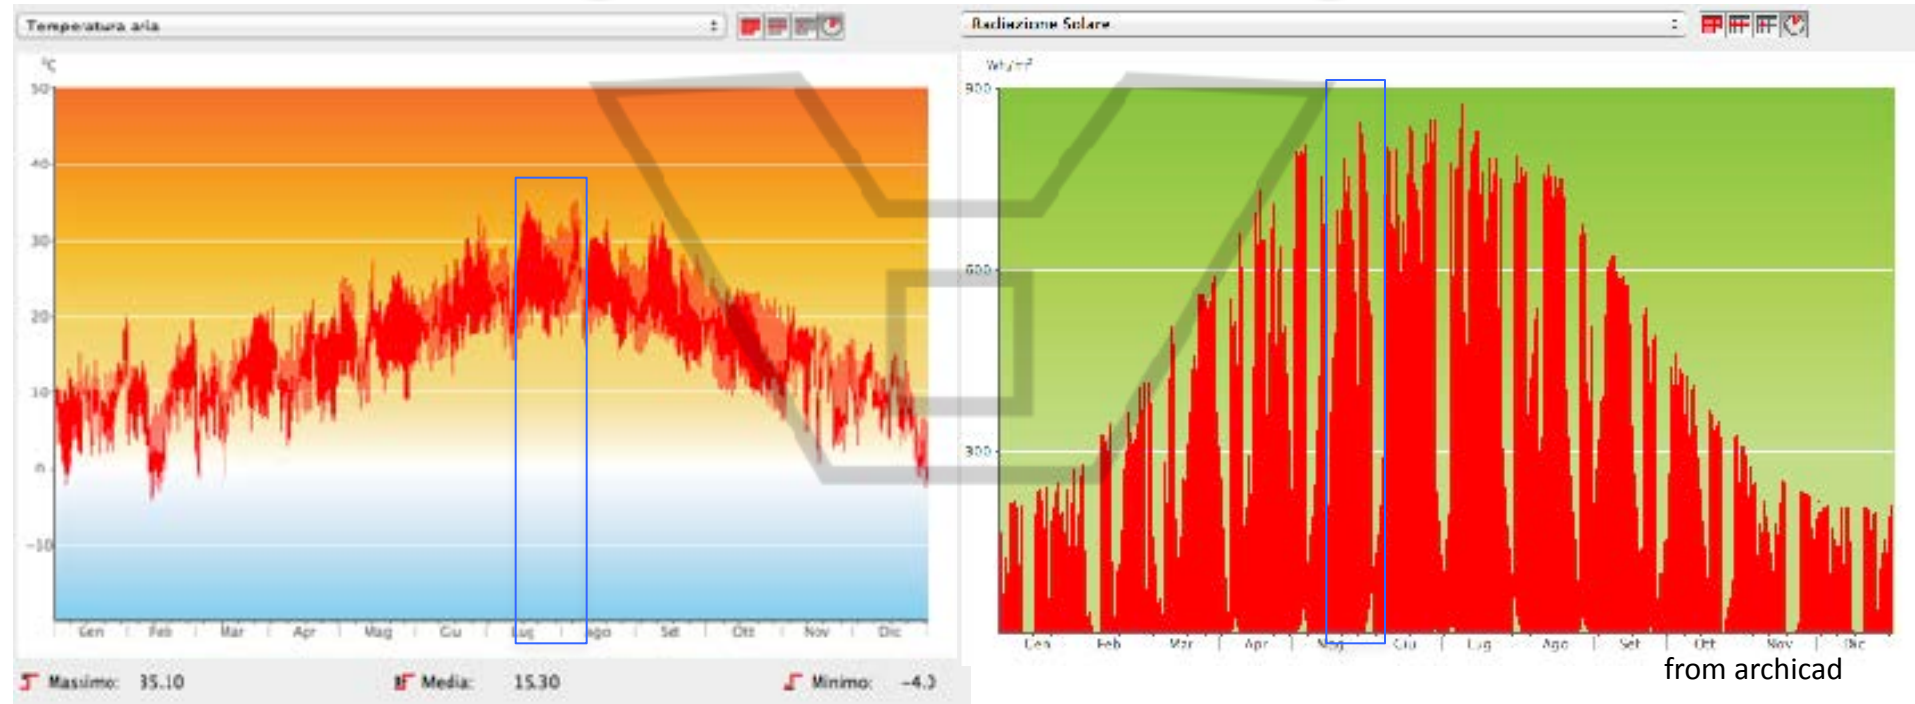 Temperatura aria
°C
50
40
30
20
10
0
-10
Gen Feb Mar Apr Mag Giu Lug Ago Set Ott Nov Dic
Massimo: 35.10 Media: 15.30 Minimo:
Radiazione Solare
Wh/m²
900
600
300
Gen Feb Mar Apr Mag Giu Lug Ago Set Ott Nov Dic
from archicad